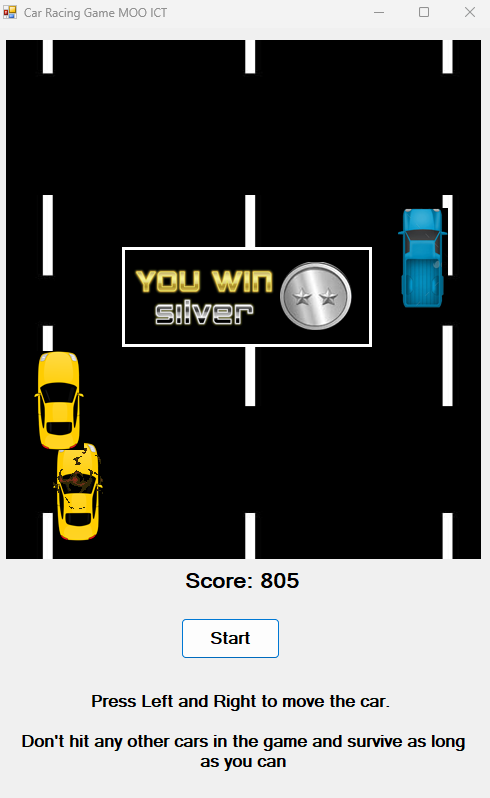 Car Racing Game MOO ICT
YOU WIN
silver
Score: 805
Start
Press Left and Right to move the car.
Don't hit any other cars in the game and survive as long
as you can